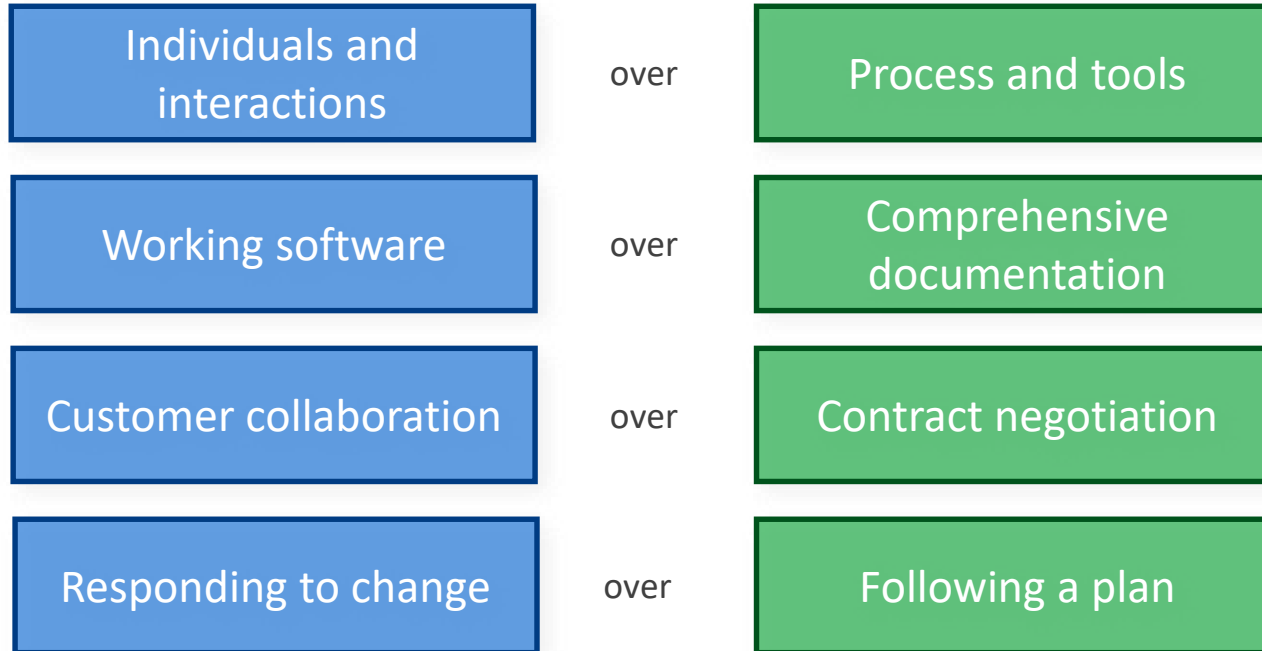 Individuals and
interactions
over
Process and tools
Working software
over
Comprehensive
documentation
Customer collaboration
over
Contract negotiation
Responding to change
over
Following a plan